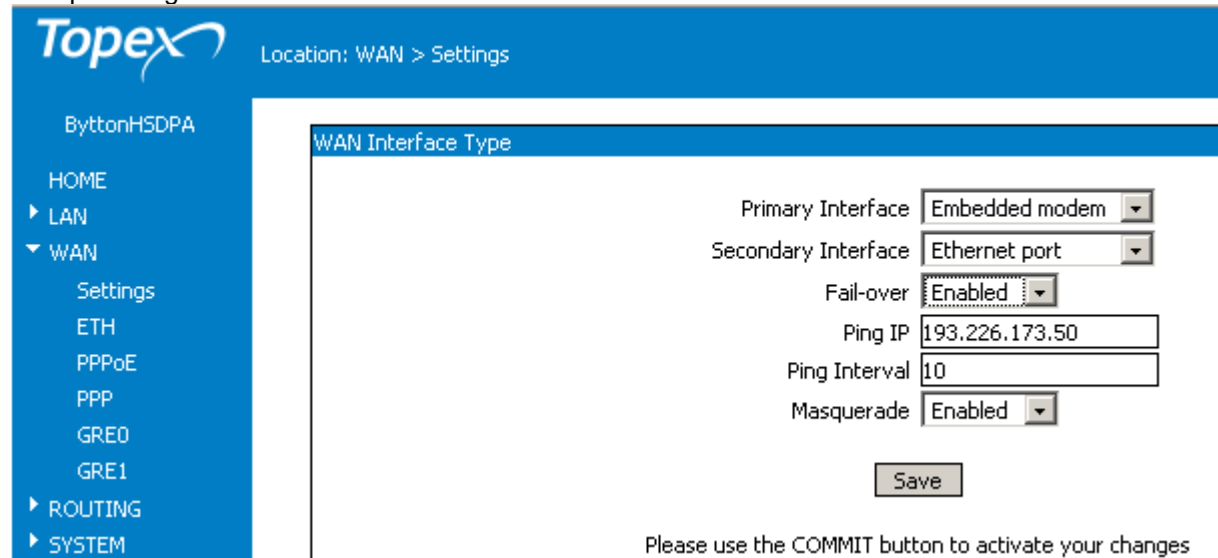 Topex
Location: WAN > Settings
ByttonHSDPA
HOME
LAN
WAN
Settings
ETH
PPPoE
PPP
GRE0
GRE1
ROUTING
SYSTEM
WAN Interface Type
Primary Interface Embedded modem
Secondary Interface Ethernet port
Fail-over Enabled
Ping IP 193.226.173.50
Ping Interval 10
Masquerade Enabled
Save
Please use the COMMIT button to activate your changes